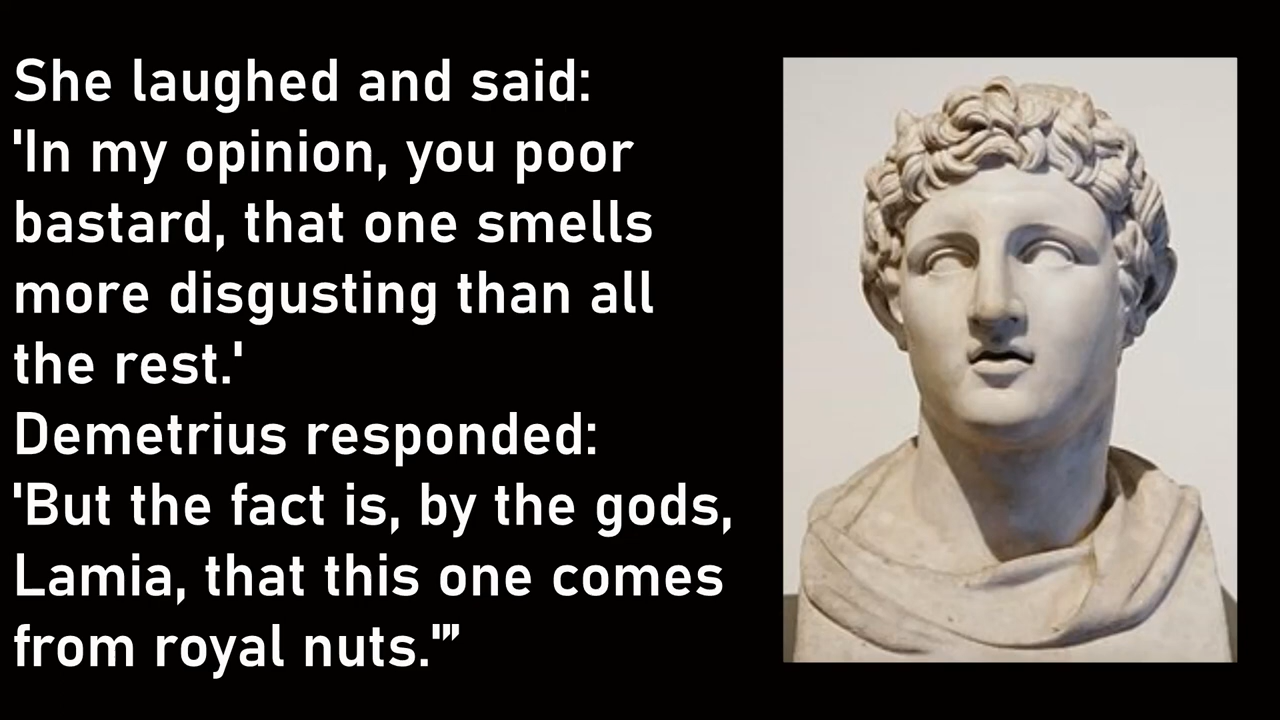 She laughed and said:
'In my opinion, you poor
bastard, that one smells
more disgusting than all
the rest.'
Demetrius responded:
'But the fact is, by the gods,
Lamia, that this one comes
from royal nuts.'”